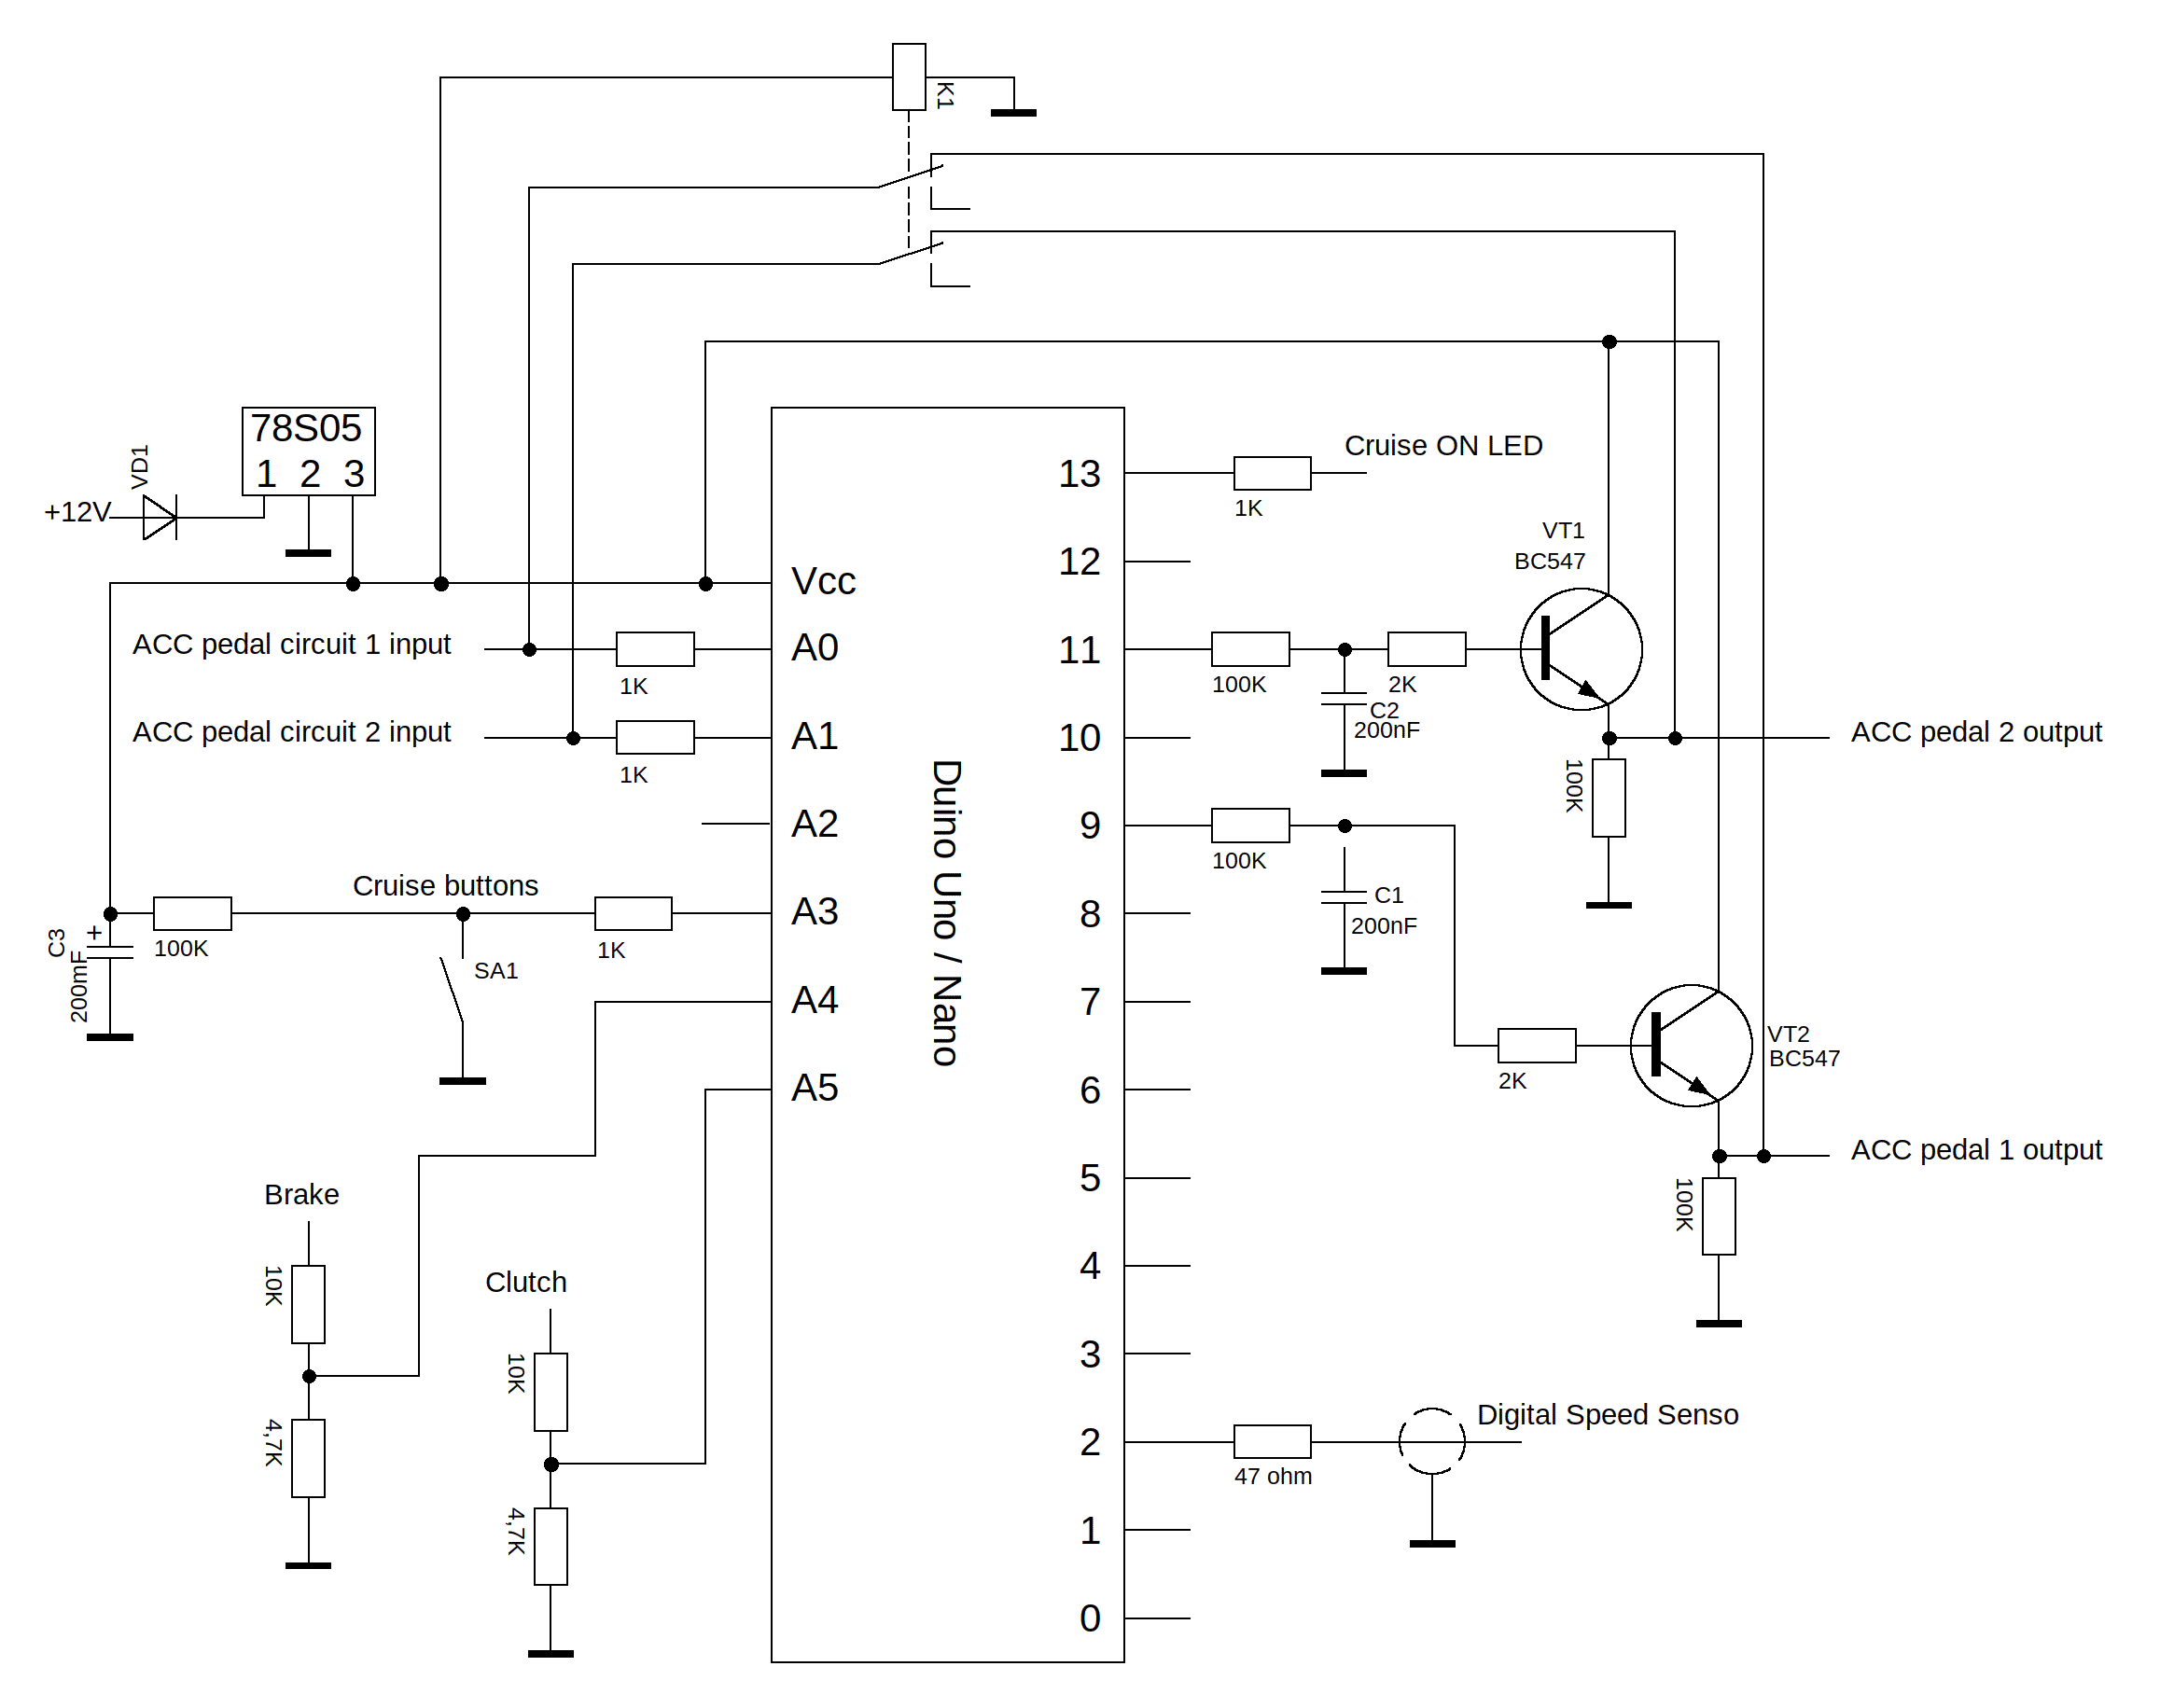 K1
78S05
1 2 3
VD1
+12V
Cruise ON LED
13
1K
VT1
BC547
12
Vcc
ACC pedal circuit 1 input
A0
1K
11
100K
2K
C2
200nF
ACC pedal circuit 2 input
A1
1K
10
ACC pedal 2 output
100K
A2
9
100K
C1
200nF
Duino Uno / Nano
Cruise buttons
A3
8
+
C3
200mF
100K
SA1
1K
A4
7
VT2
BC547
2K
A5
6
5
ACC pedal 1 output
100K
Brake
10K
4,7K
Clutch
10K
4,7K
4
3
2
47 ohm
Digital Speed Senso
1
0